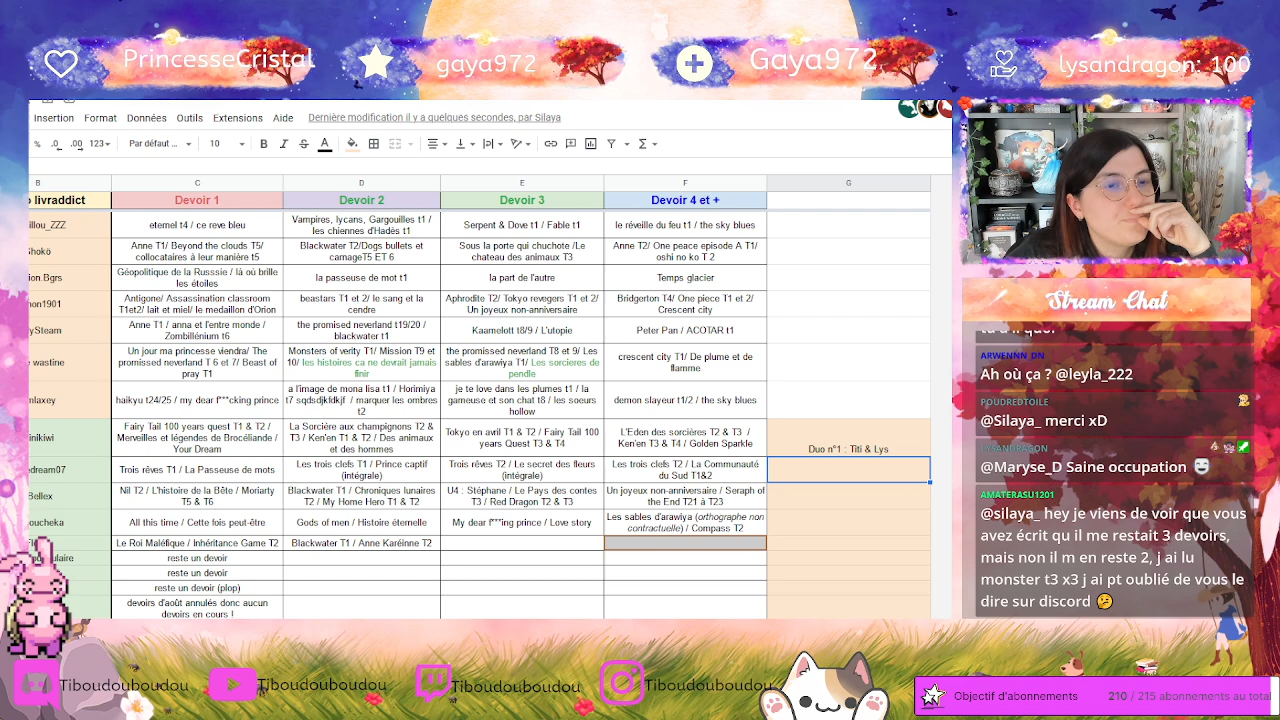 PrincesseCristal
gaya972
Gaya972
lysandragon: 100
Insertion Format Données Outils Extensions Aide Dernière modification il y a quelques secondes, par Silaya
% .0 .00 123 Par défaut ... 10 B I S A
B C D E F G
livraddict Devoir 1 Devoir 2 Devoir 3 Devoir 4 et +
illou_ZZZ
eternel t4 / ce reve bleu
Vampires, lycans, Gargouilles t1 /
les chiennes d'Hadès t1
Serpent & Dove t1 / Fable t1
le réveille du feu t1 / the sky blues
Shokö
Anne T1/ Beyond the clouds T5/
collocataires à leur manière t5
Blackwater T2/Dogs bullets et
carnageT5 ET 6
Sous la porte qui chuchote /Le
chateau des animaux T3
Anne T2/ One peace episode A T1/
oshi no ko T 2
ion.Bgrs
Géopolitique de la Russsie / là où brille
les étoiles
la passeuse de mot t1
la part de l'autre
Temps glacier
non1901
Antigone/ Assassination classroom
T1et2/ lait et miel/ le medaillon d'Orion
beastars T1 et 2/ le sang et la
cendre
Aphrodite T2/ Tokyo revegers T1 et 2/
Un joyeux non-anniversaire
Bridgerton T4/ One piece T1 et 2/
Crescent city
ySteam
Anne T1 / anna et l'entre monde /
Zombillénium t6
the promised neverland t19/20 /
blackwater t1
Kaamelott t8/9 / L'utopie
Peter Pan / ACOTAR t1
wastine
Un jour ma princesse viendra/ The
promised neverland T 6 et 7/ Beast of
pray T1
Monsters of verity T1/ Mission T9 et
10/ les histoires ca ne devrait jamais
finir
the promised neverland T8 et 9/ Les
sables d'arawiya T1/ Les sorcieres de
pendle
crescent city T1/ De plume et de
flamme
mlaxey
haikyu t24/25 / my dear f***cking prince
a l'image de mona lisa t1 / Horimiya
t7 sqdsdjktdkjf / marquer les ombres
t2
je te love dans les plumes t1 / la
gameuse et son chat t8 / les soeurs
hollow
demon slayeur t1/2 / the sky blues
inikiwi
Fairy Tail 100 years quest T1 & T2 /
Merveilles et légendes de Brocéliande /
Your Dream
La Sorcière aux champignons T2 &
T3 / Ken'en T1 & T2 / Des animaux
et des hommes
Tokyo en avril T1 & T2 / Fairy Tail 100
years Quest T3 & T4
L'Eden des sorcières T2 & T3 /
Ken'en T3 & T4 / Golden Sparkle
Duo n°1 : Titi & Lys
edream07
Trois rêves T1 / La Passeuse de mots
Les trois clefs T1 / Prince captif
(intégrale)
Trois rêves T2 / Le secret des fleurs
(intégrale)
Les trois clefs T2 / La Communauté
du Sud T1&2
Bellex
Nil T2 / L'histoire de la Bête / Moriarty
T5 & T6
Blackwater T1 / Chroniques lunaires
T2 / My Home Hero T1 & T2
U4 : Stéphane / Le Pays des contes
T3 / Red Dragon T2 & T3
Un joyeux non-anniversaire / Seraph of
the End T21 à T23
oucheka
All this time / Cette fois peut-être
Gods of men / Histoire éternelle
My dear f***ing prince / Love story
Les sables d'arawiya (orthographe non
contractuelle) / Compass T2
Le Roi Maléfique / Inhéritance Game T2
Blackwater T1 / Anne Karéinne T2
ulaire
reste un devoir
reste un devoir
reste un devoir (plop)
devoirs d'août annulés donc aucun
devoirs en cours !
Stream Chat
tu a li quoi
ARWENNN_DN
Ah où ça ? @leyla_222
POUDREDTOILE
@Silaya_ merci xD
LYSANDRAGON
@Maryse_D Saine occupation
AMATERASU1201
@silaya_ hey je viens de voir que vous
avez écrit qu il me restait 3 devoirs,
mais non il m en reste 2, j ai lu
monster t3 x3 j ai pt oublié de vous le
dire sur discord
Tiboudouboudou
Tiboudouboudou
Tiboudouboudou
Tiboudouboudou
Objectif d'abonnements 210 / 215 abonnements au total